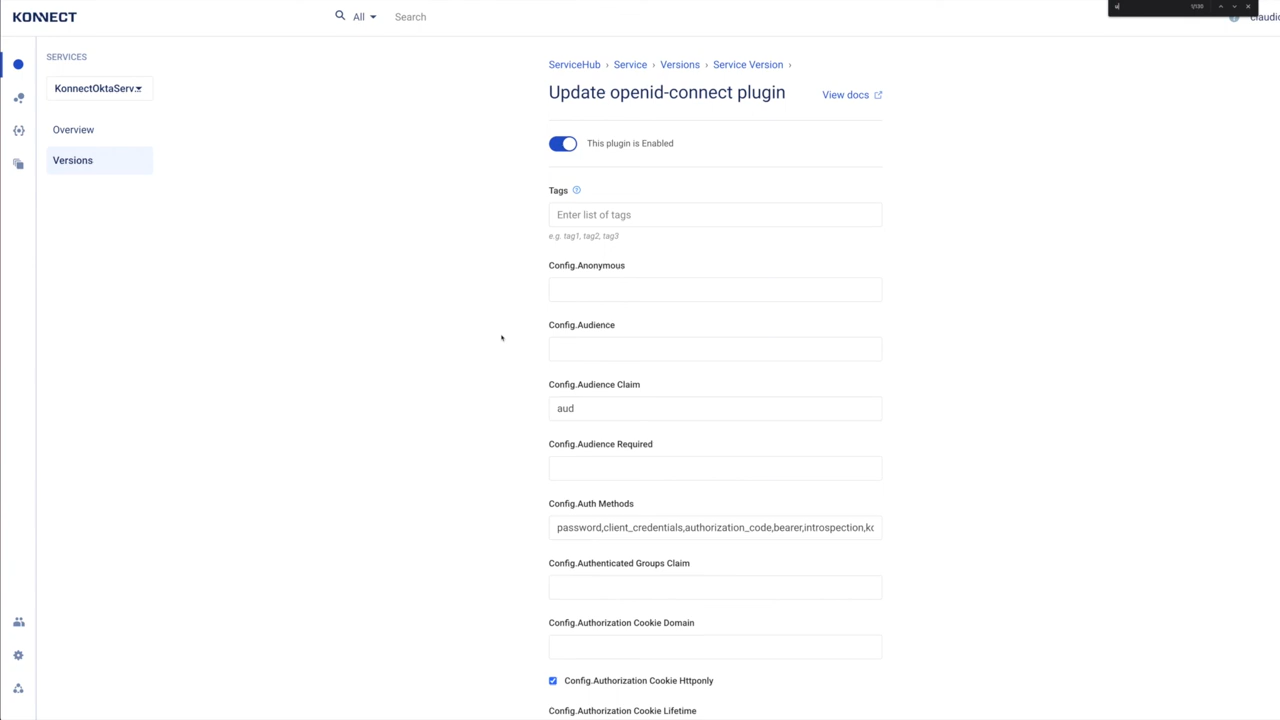 KONNECT
All
Search
1/130
SERVICES
KonnectOktaServ...
Overview
Versions
ServiceHub › Service › Versions › Service Version ›
Update openid-connect plugin
View docs
This plugin is Enabled
Tags
Enter list of tags
e.g. tag1, tag2, tag3
Config.Anonymous
Config.Audience
Config.Audience Claim
aud
Config.Audience Required
Config.Auth Methods
password,client_credentials,authorization_code,bearer,introspection,kc
Config.Authenticated Groups Claim
Config.Authorization Cookie Domain
Config.Authorization Cookie Httponly
Config.Authorization Cookie Lifetime